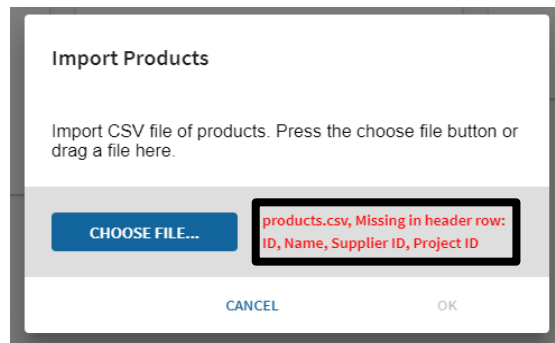 Import Products
Import CSV file of products. Press the choose file button or
drag a file here.
CHOOSE FILE...
products.csv, Missing in header row:
ID, Name, Supplier ID, Project ID
CANCEL
OK